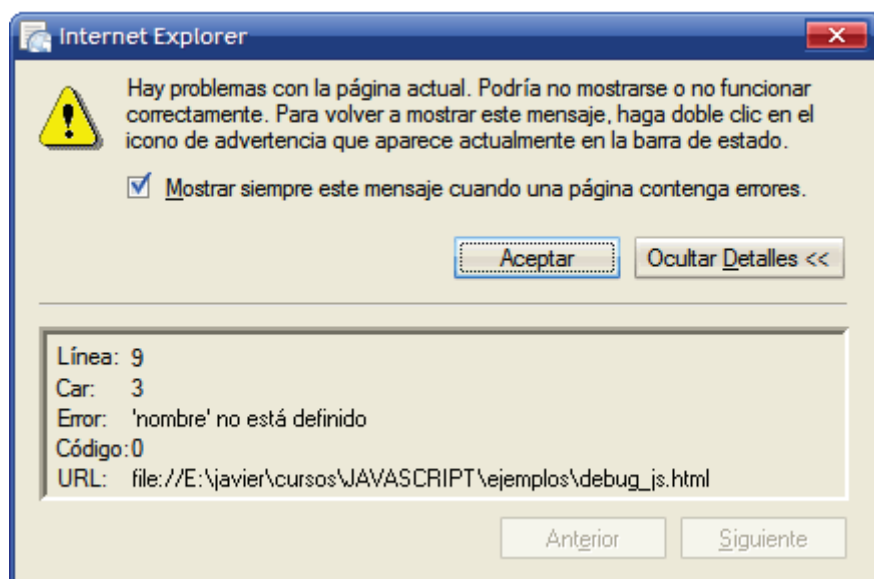 Internet Explorer
Hay problemas con la página actual. Podría no mostrarse o no funcionar
correctamente. Para volver a mostrar este mensaje, haga doble clic en el
icono de advertencia que aparece actualmente en la barra de estado.
Mostrar siempre este mensaje cuando una página contenga errores.
Aceptar Ocultar Detalles <<
Línea: 9
Car: 3
Error: 'nombre' no está definido
Código:0
URL: file://E:\javier\cursos\JAVASCRIPT\ejemplos\debug_js.html
Anterior Siguiente